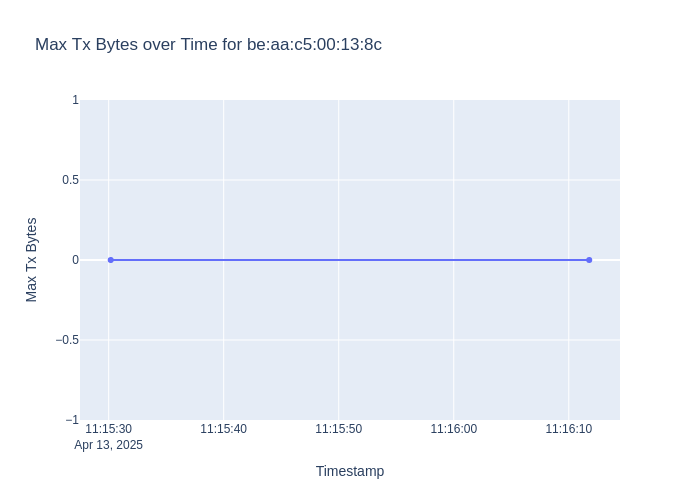 Max Tx Bytes over Time for be:aa:c5:00:13:8c
1
0.5
0
−0.5
−1
Max Tx Bytes
11:15:30 11:15:40 11:15:50 11:16:00 11:16:10
Apr 13, 2025
Timestamp